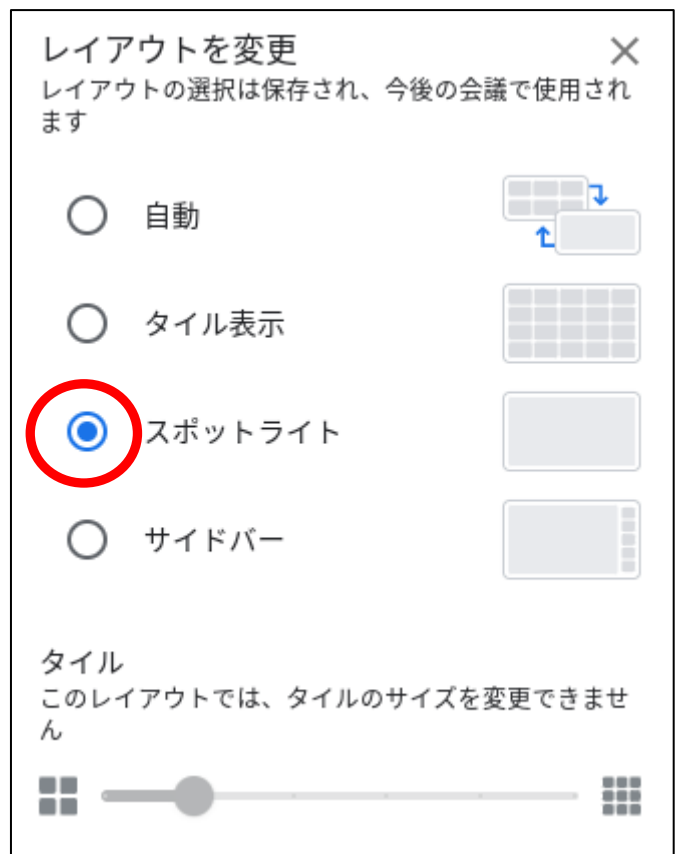 レイアウトを変更
レイアウトの選択は保存され、今後の会議で使用され
ます
自動
タイル表示
スポットライト
サイドバー
タイル
このレイアウトでは、タイルのサイズを変更できませ
ん